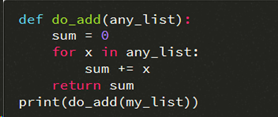 def do_add(any_list):
    sum = 0
    for x in any_list:
        sum += x
    return sum
print(do_add(my_list))